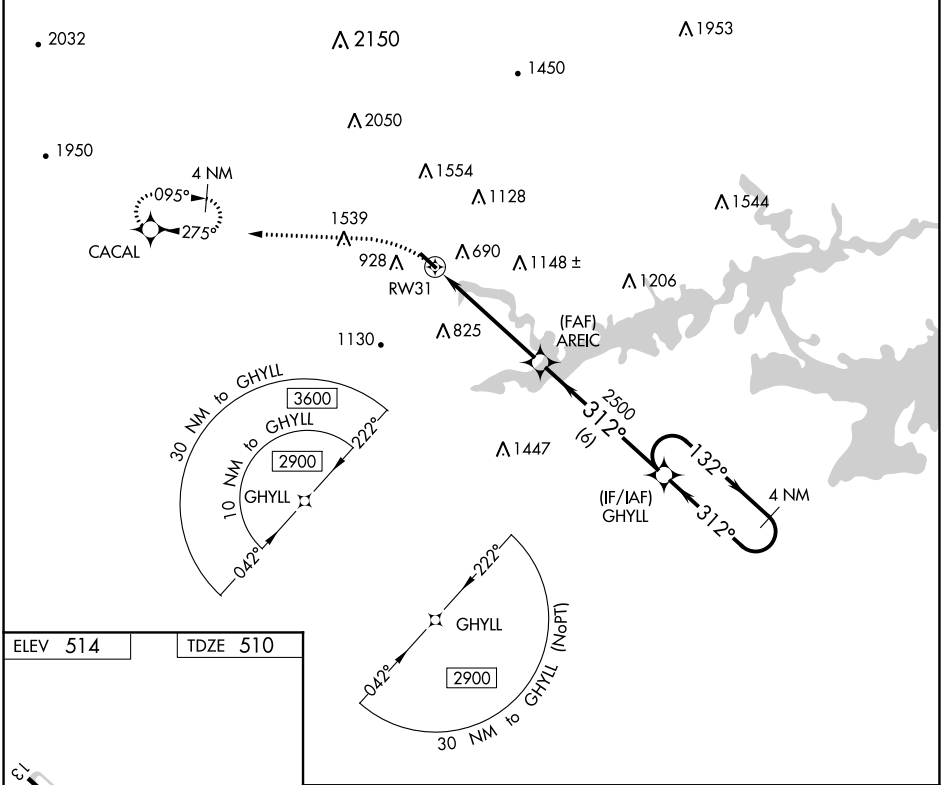 2032
2150
1953
1450
2050
1950
1554
4 NM
1128
095°
1544
1539
275°
CACAL
690
928
1148 ±
RW31
1206
(FAF)
AREIC
825
1130
30 NM to GHYLL
3600
2500
312°
(6)
10 NM to GHYLL
222°
2900
1447
132°
GHYLL
4 NM
(IF/IAF)
GHYLL
312°
042°
222°
GHYLL
ELEV 514
TDZE 510
042°
2900
30 NM to GHYLL (NoPT)
13